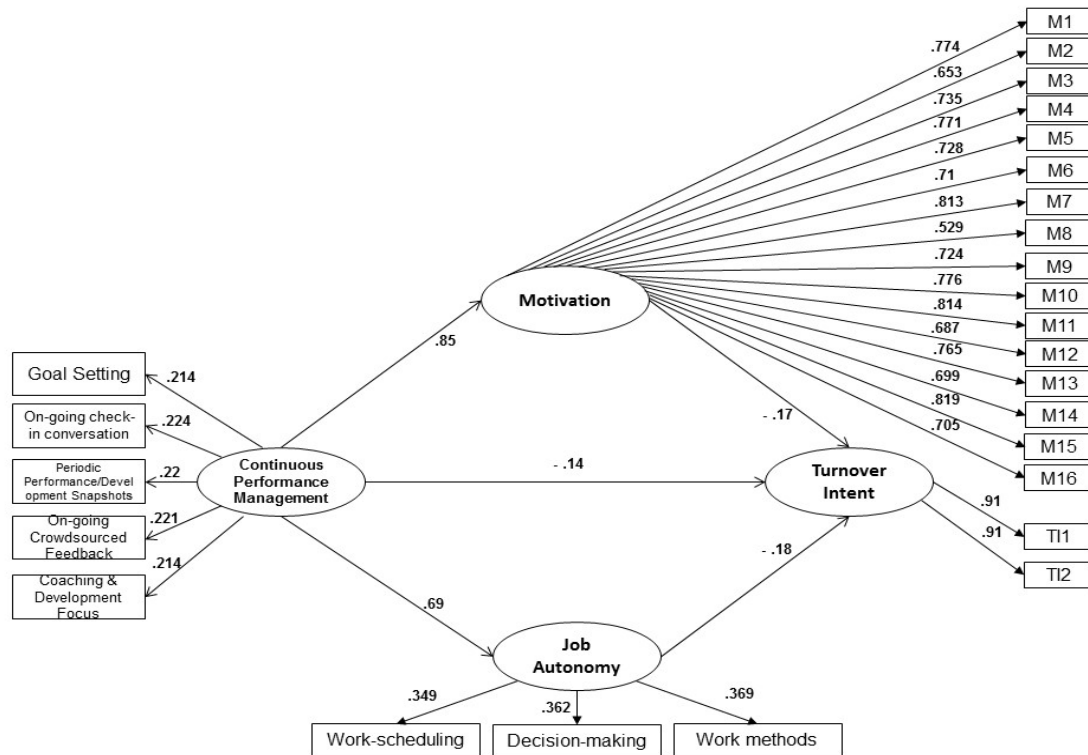 M1
.774
M2
.653
M3
.735
M4
.771
M5
.728
M6
.71
M7
.813
M8
.529
M9
.724
M10
.776
M11
.814
M12
.687
M13
.765
M14
.699
M15
.819
M16
.705
Motivation
.85
- .17
Goal Setting
.214
On-going check-
in conversation
.224
Periodic
Performance/Devel
opment Snapshots
.22
On-going
Crowdsourced
Feedback
.221
Coaching &
Development
Focus
.214
Continuous
Performance
Management
- .14
Turnover
Intent
.91
TI1
.91
TI2
.69
- .18
Job
Autonomy
.349
.362
.369
Work-scheduling
Decision-making
Work methods